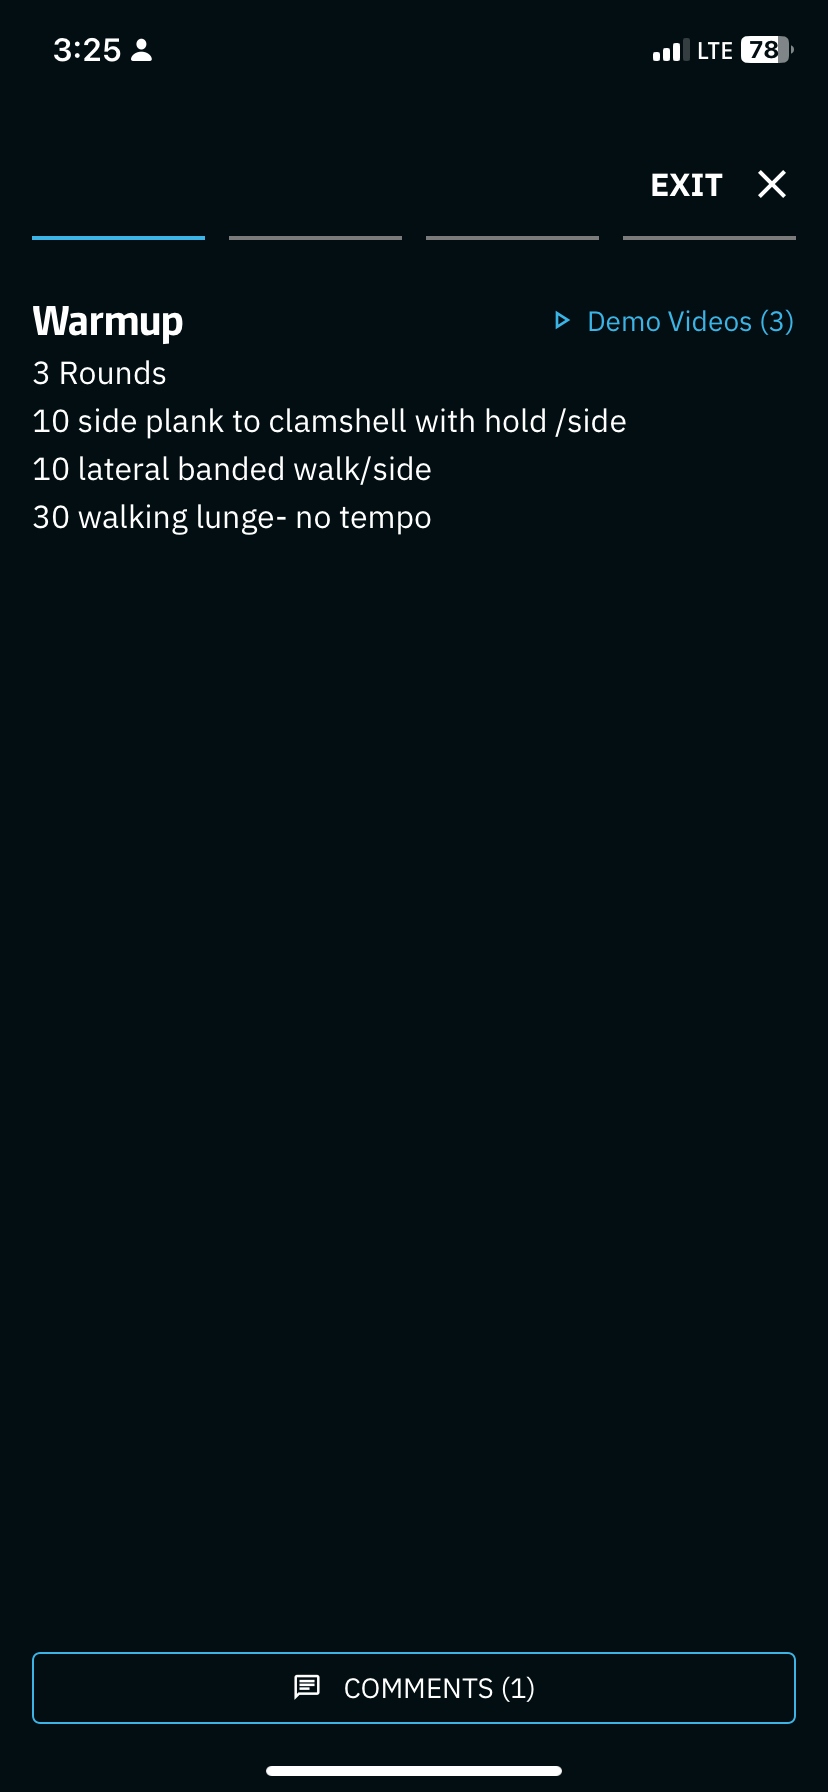 3:25
LTE 78
EXIT
Warmup
Demo Videos (3)
3 Rounds
10 side plank to clamshell with hold /side
10 lateral banded walk/side
30 walking lunge- no tempo
COMMENTS (1)